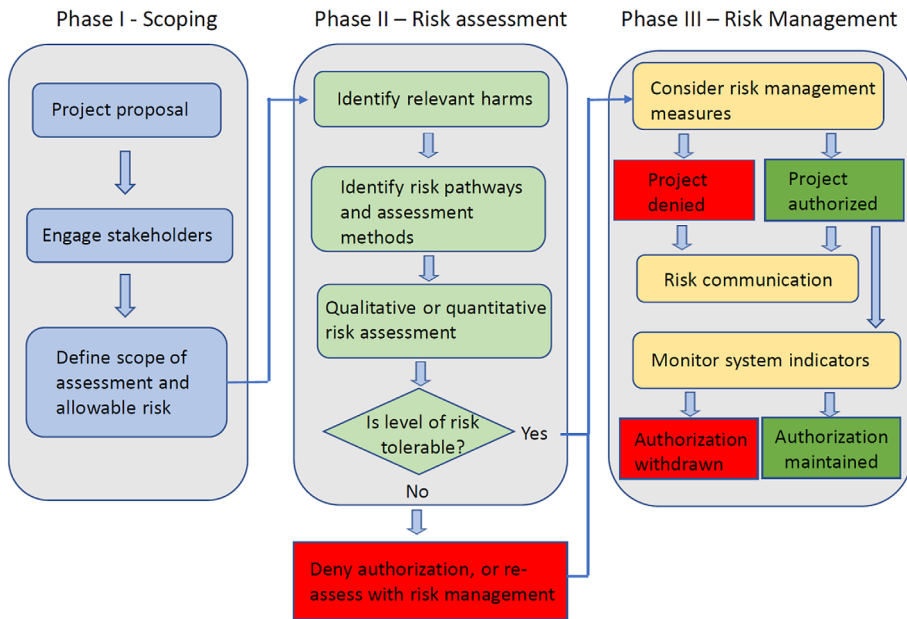 Phase I - Scoping
Project proposal
Engage stakeholders
Define scope of
assessment and
allowable risk
Phase II – Risk assessment
Identify relevant harms
Identify risk pathways
and assessment
methods
Qualitative or quantitative
risk assessment
Is level of risk
tolerable?
Yes
No
Deny authorization, or re-
assess with risk management
Phase III – Risk Management
Consider risk management
measures
Project
denied
Project
authorized
Risk communication
Monitor system indicators
Authorization
withdrawn
Authorization
maintained